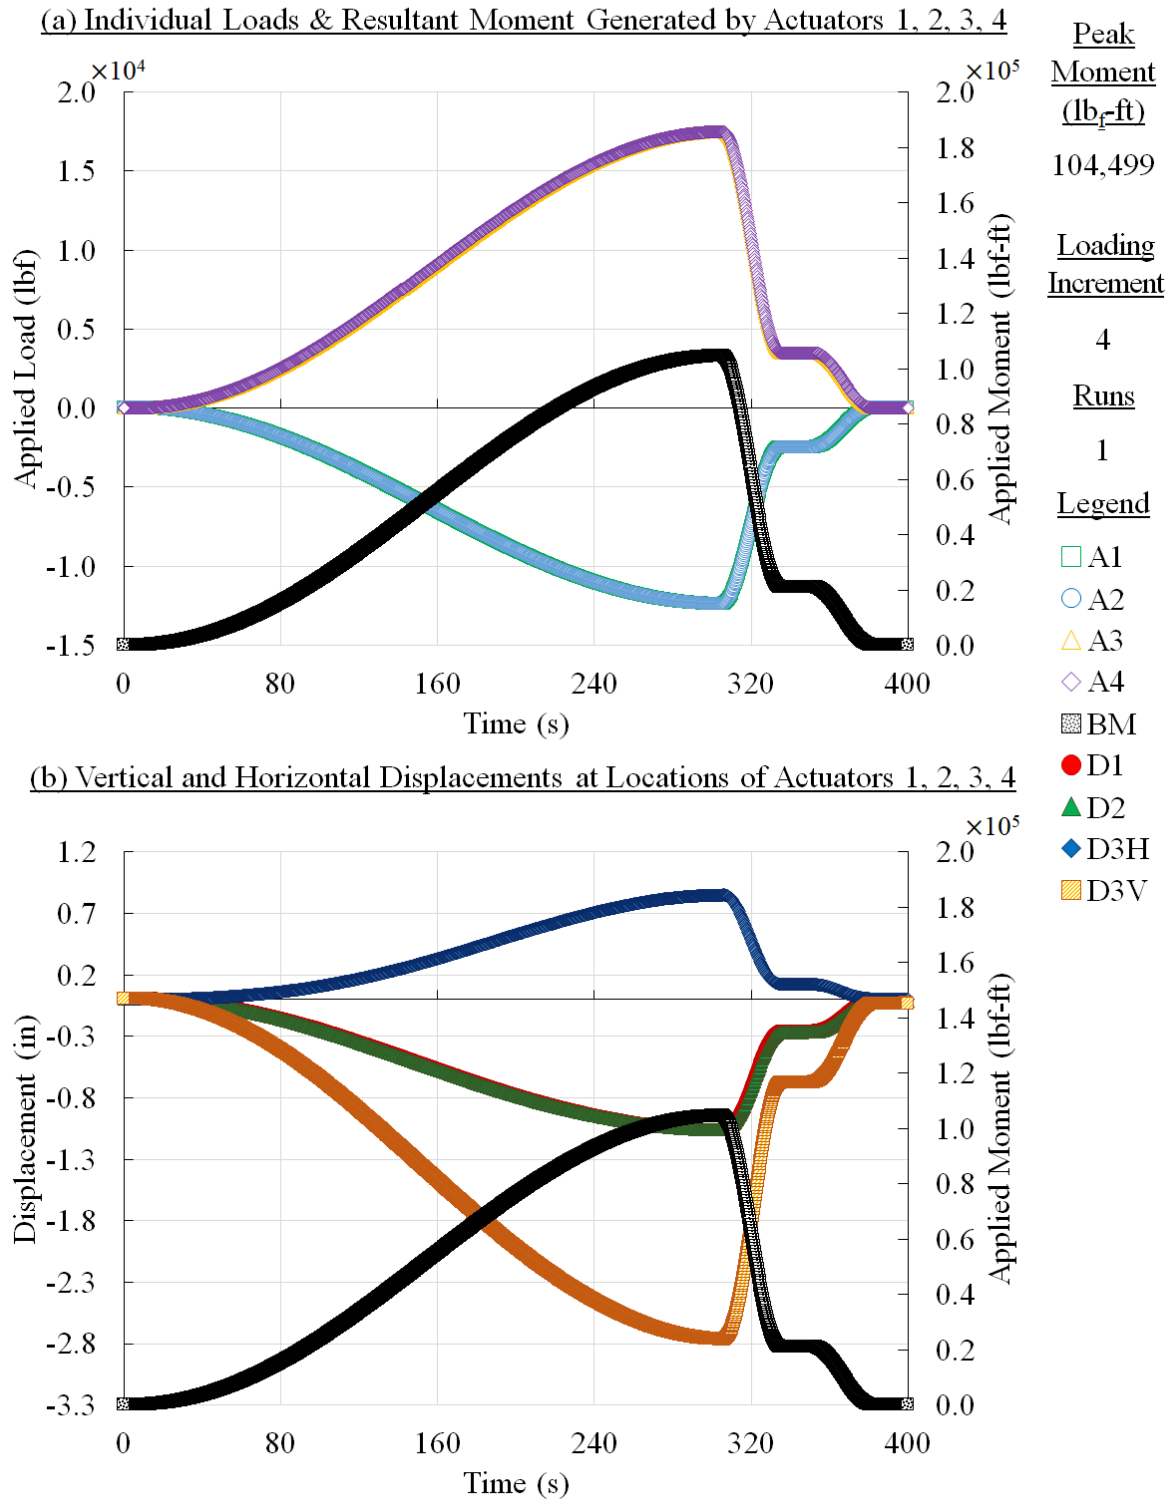 (a) Individual Loads & Resultant Moment Generated by Actuators 1, 2, 3, 4
×10⁴
×10⁵
2.0
1.5
1.0
0.5
0.0
-0.5
-1.0
-1.5
Applied Load (lbf)
2.0
1.8
1.6
1.4
1.2
1.0
0.8
0.6
0.4
0.2
0.0
Applied Moment (lbf-ft)
0 80 160 240 320 400
Time (s)
(b) Vertical and Horizontal Displacements at Locations of Actuators 1, 2, 3, 4
×10⁵
1.2
0.7
0.2
-0.3
-0.8
-1.3
-1.8
-2.3
-2.8
-3.3
Displacement (in)
2.0
1.8
1.6
1.4
1.2
1.0
0.8
0.6
0.4
0.2
0.0
Applied Moment (lbf-ft)
0 80 160 240 320 400
Time (s)
Peak
Moment
(lb_f-ft)
104,499
Loading
Increment
4
Runs
1
Legend
A1
A2
A3
A4
BM
D1
D2
D3H
D3V